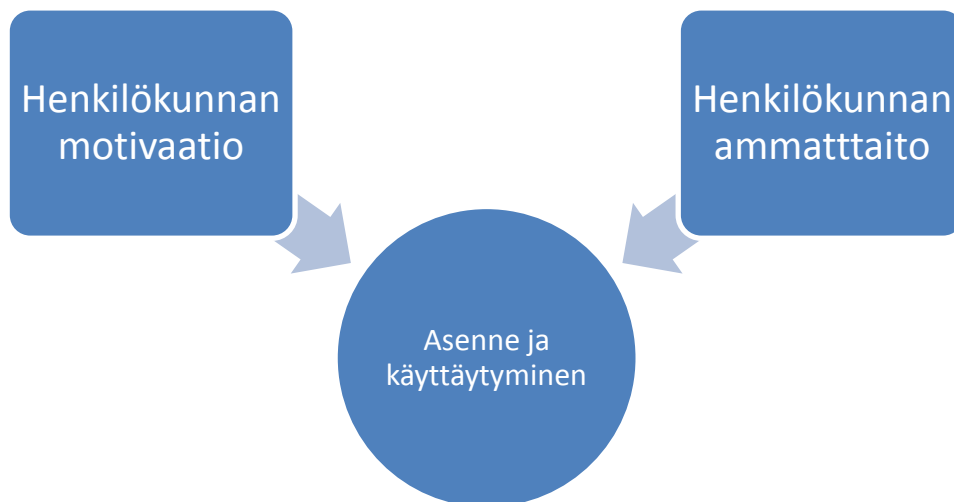 Henkilökunnan
motivaatio
Henkilökunnan
ammatttaito
Asenne ja
käyttäytyminen